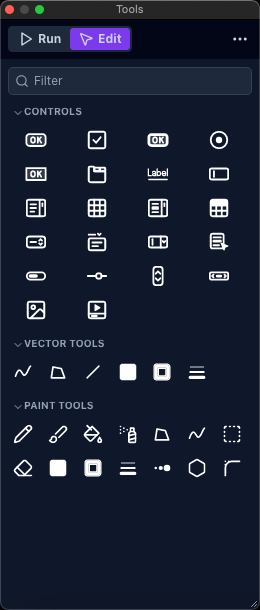 Tools
Run Edit
Filter
CONTROLS
OK OK
OK Label
VECTOR TOOLS
PAINT TOOLS